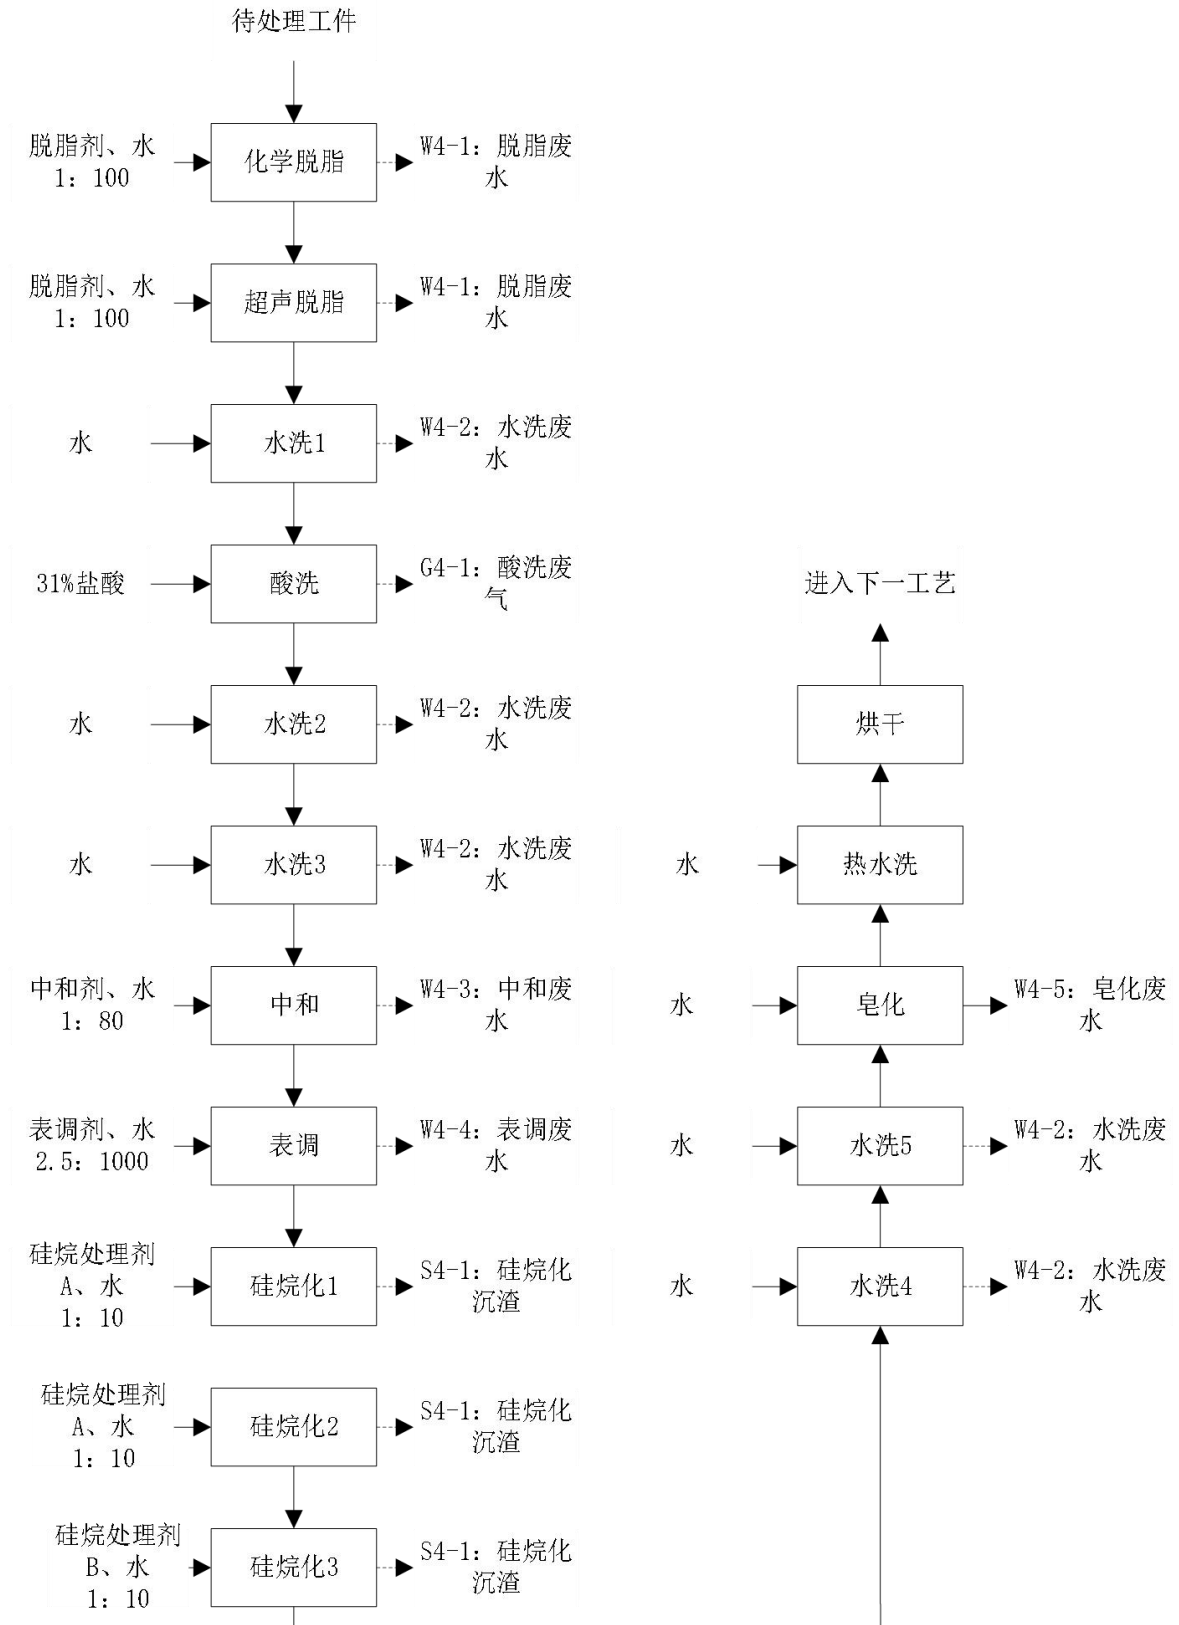 待处理工件
脱脂剂、水
1：100
化学脱脂
W4-1：脱脂废
水
脱脂剂、水
1：100
超声脱脂
W4-1：脱脂废
水
水
水洗1
W4-2：水洗废
水
31%盐酸
酸洗
G4-1：酸洗废
气
水
水洗2
W4-2：水洗废
水
水
水洗3
W4-2：水洗废
水
中和剂、水
1：80
中和
W4-3：中和废
水
表调剂、水
2.5：1000
表调
W4-4：表调废
水
硅烷处理剂
A、水
1：10
硅烷化1
S4-1：硅烷化
沉渣
硅烷处理剂
A、水
1：10
硅烷化2
S4-1：硅烷化
沉渣
硅烷处理剂
B、水
1：10
硅烷化3
S4-1：硅烷化
沉渣
进入下一工艺
烘干
水
热水洗
水
皂化
W4-5：皂化废
水
水
水洗5
W4-2：水洗废
水
水
水洗4
W4-2：水洗废
水